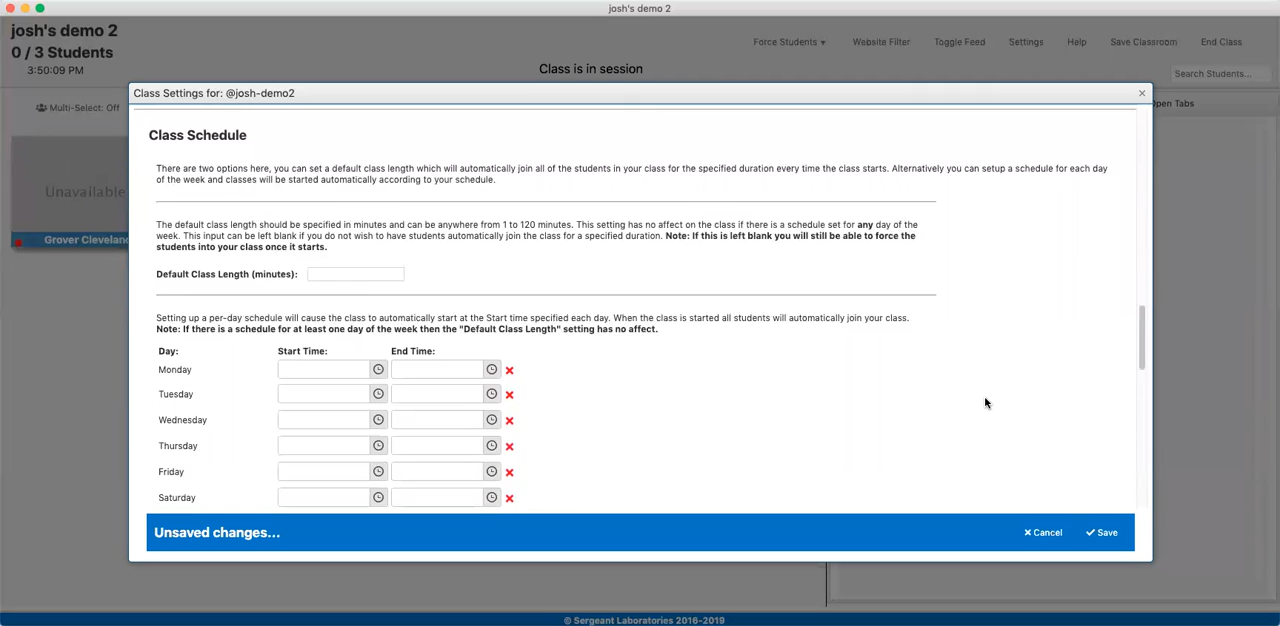 josh's demo 2
josh's demo 2
0 / 3 Students
3:50:09 PM
Class is in session
Force Students ▾ Website Filter Toggle Feed Settings Help Save Classroom End Class
Search Students...
Multi-Select: Off
Open Tabs
Unavailable
Grover Cleveland
Class Settings for: @josh-demo2
Class Schedule
There are two options here, you can set a default class length which will automatically join all of the students in your class for the specified duration every time the class starts. Alternatively you can setup a schedule for each day
of the week and classes will be started automatically according to your schedule.
The default class length should be specified in minutes and can be anywhere from 1 to 120 minutes. This setting has no affect on the class if there is a schedule set for any day of the
week. This input can be left blank if you do not wish to have students automatically join the class for a specified duration. Note: If this is left blank you will still be able to force the
students into your class once it starts.
Default Class Length (minutes):
Setting up a per-day schedule will cause the class to automatically start at the Start time specified each day. When the class is started all students will automatically join your class.
Note: If there is a schedule for at least one day of the week then the "Default Class Length" setting has no affect.
Day: Start Time: End Time:
Monday
Tuesday
Wednesday
Thursday
Friday
Saturday
Unsaved changes... Cancel Save
© Sergeant Laboratories 2016-2019